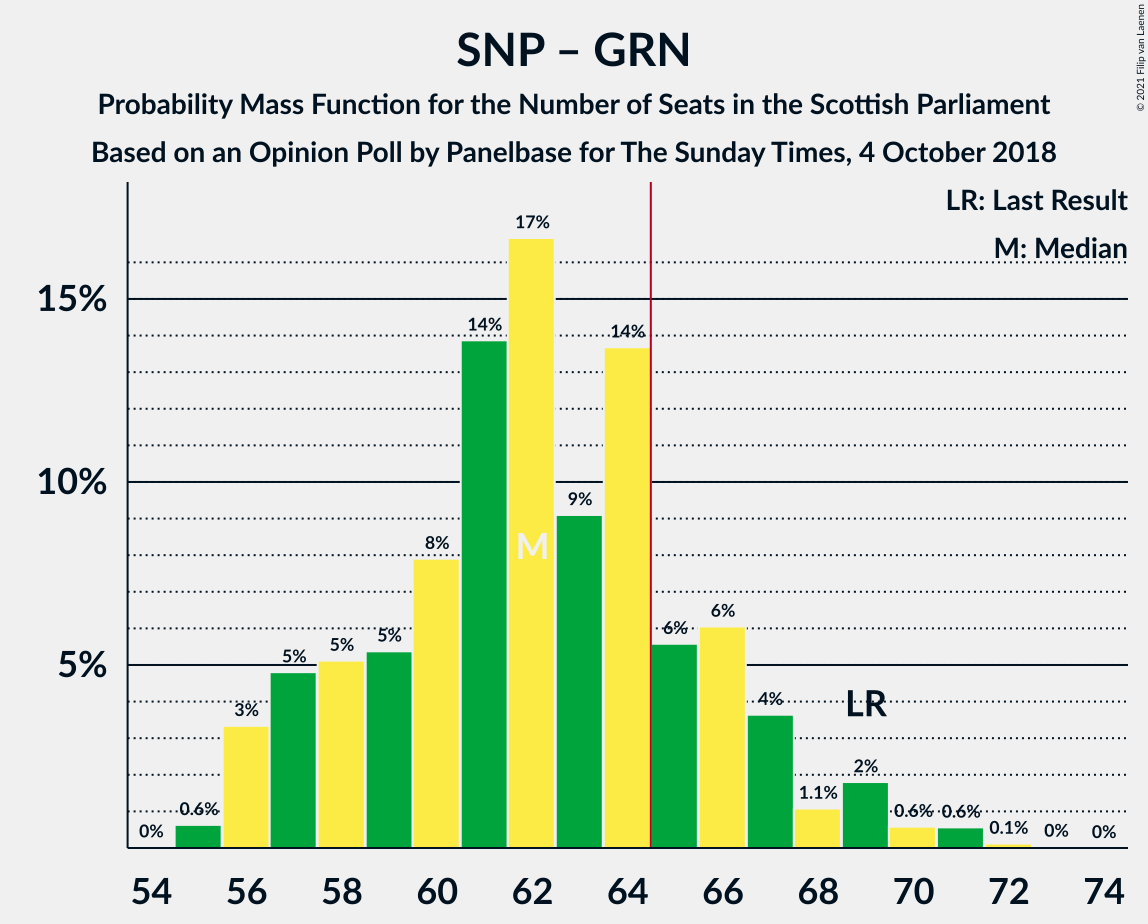 SNP – GRN
Probability Mass Function for the Number of Seats in the Scottish Parliament
Based on an Opinion Poll by Panelbase for The Sunday Times, 4 October 2018
© 2021 Filip van Laenen
LR: Last Result
M: Median
15%
10%
5%
0%
0.6%
3%
5%
5%
5%
8%
14%
17%
9%
14%
6%
6%
4%
1.1%
2%
0.6%
0.6%
0.1%
0%
0%
M
LR
54 56 58 60 62 64 66 68 70 72 74